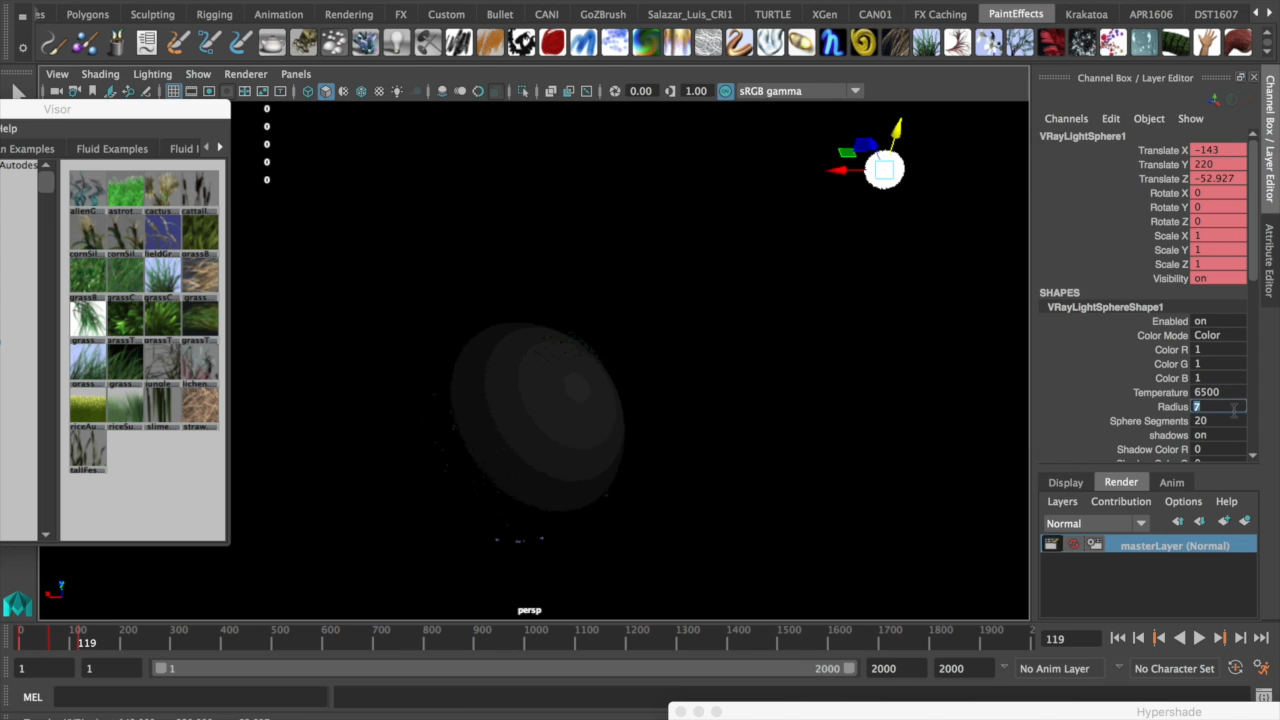 es Polygons Sculpting Rigging Animation Rendering FX Custom Bullet CANI GoZBrush Salazar_Luis_CRI1 TURTLE XGen CAN01 FX Caching PaintEffects Krakatoa APR1606 DST1607
View Shading Lighting Show Renderer Panels
0.00 1.00 sRGB gamma
Visor
Help
n Examples Fluid Examples Fluid I
Autodes
alienG... astrot... cactus... cattail...
cornSil... cornSil... fieldGr... grassB...
grassB... grassC... grassC... grass...
grass... grassT... grassT... grassT...
grass... grass... jungle... lichen...
riceAu... riceSu... slime... straw...
tallFes...
0
0
0
0
0
persp
Channel Box / Layer Editor
Channels Edit Object Show
VRayLightSphere1
Translate X -143
Translate Y 220
Translate Z -52.927
Rotate X 0
Rotate Y 0
Rotate Z 0
Scale X 1
Scale Y 1
Scale Z 1
Visibility on
SHAPES
VRayLightSphereShape1
Enabled on
Color Mode Color
Color R 1
Color G 1
Color B 1
Temperature 6500
Radius 7
Sphere Segments 20
shadows on
Shadow Color R 0
Channel Box / Layer Editor
Attribute Editor
Display Render Anim
Layers Contribution Options Help
Normal
masterLayer (Normal)
0 100 200 300 400 500 600 700 800 900 1000 1100 1200 1300 1400 1500 1600 1700 1800 1900 2
119
119
1 1 1 2000 2000 2000 No Anim Layer No Character Set
MEL
Hypershade